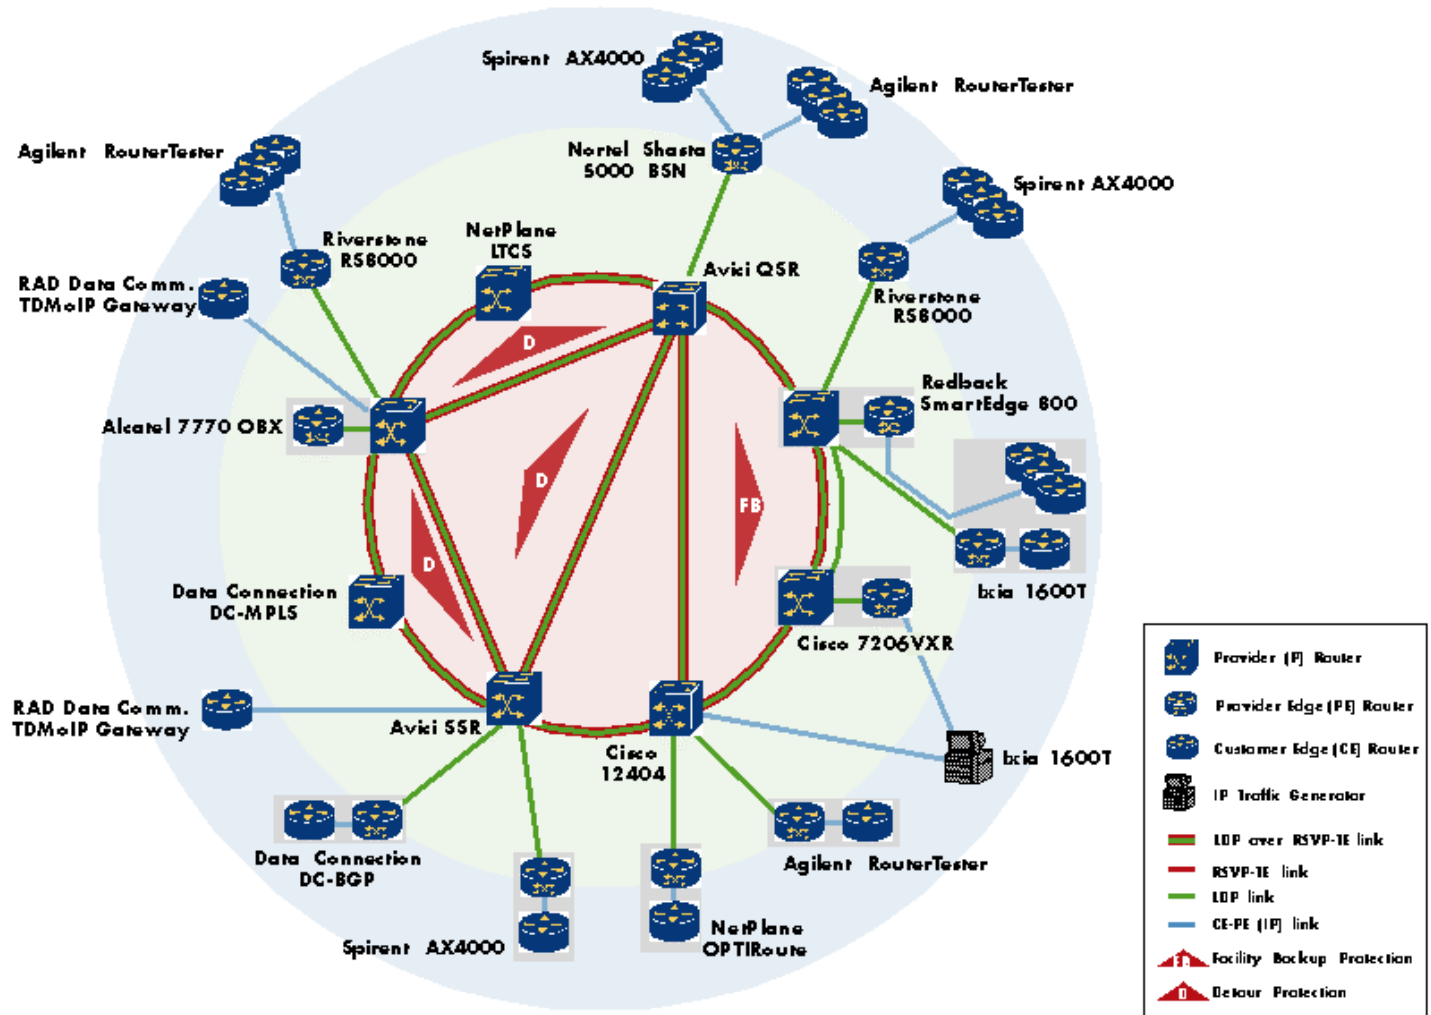 Spirent AX4000
Agilent RouterTester
Agilent RouterTester
Nortel Shasta
5000 BSN
Spirent AX4000
NetPlane
LTCS
Riverstone
RS8000
Avici QSR
RAD Data Comm.
TDMoIP Gateway
Riverstone
RS8000
D
Redback
SmartEdge 800
Alcatel 7770 OBX
D
FB
D
Ixia 1600T
Data Connection
DC-MPLS
Cisco 7206VXR
RAD Data Comm.
TDMoIP Gateway
Avici SSR
Cisco
12404
Ixia 1600T
Data Connection
DC-BGP
Agilent RouterTester
Spirent AX4000
NetPlane
OPTIRoute
Provider (P) Router
Provider Edge (PE) Router
Customer Edge (CE) Router
IP Traffic Generator
LDP over RSVP-TE link
RSVP-TE link
LDP link
CE-PE (IP) link
FB Facility Backup Protection
D Detour Protection